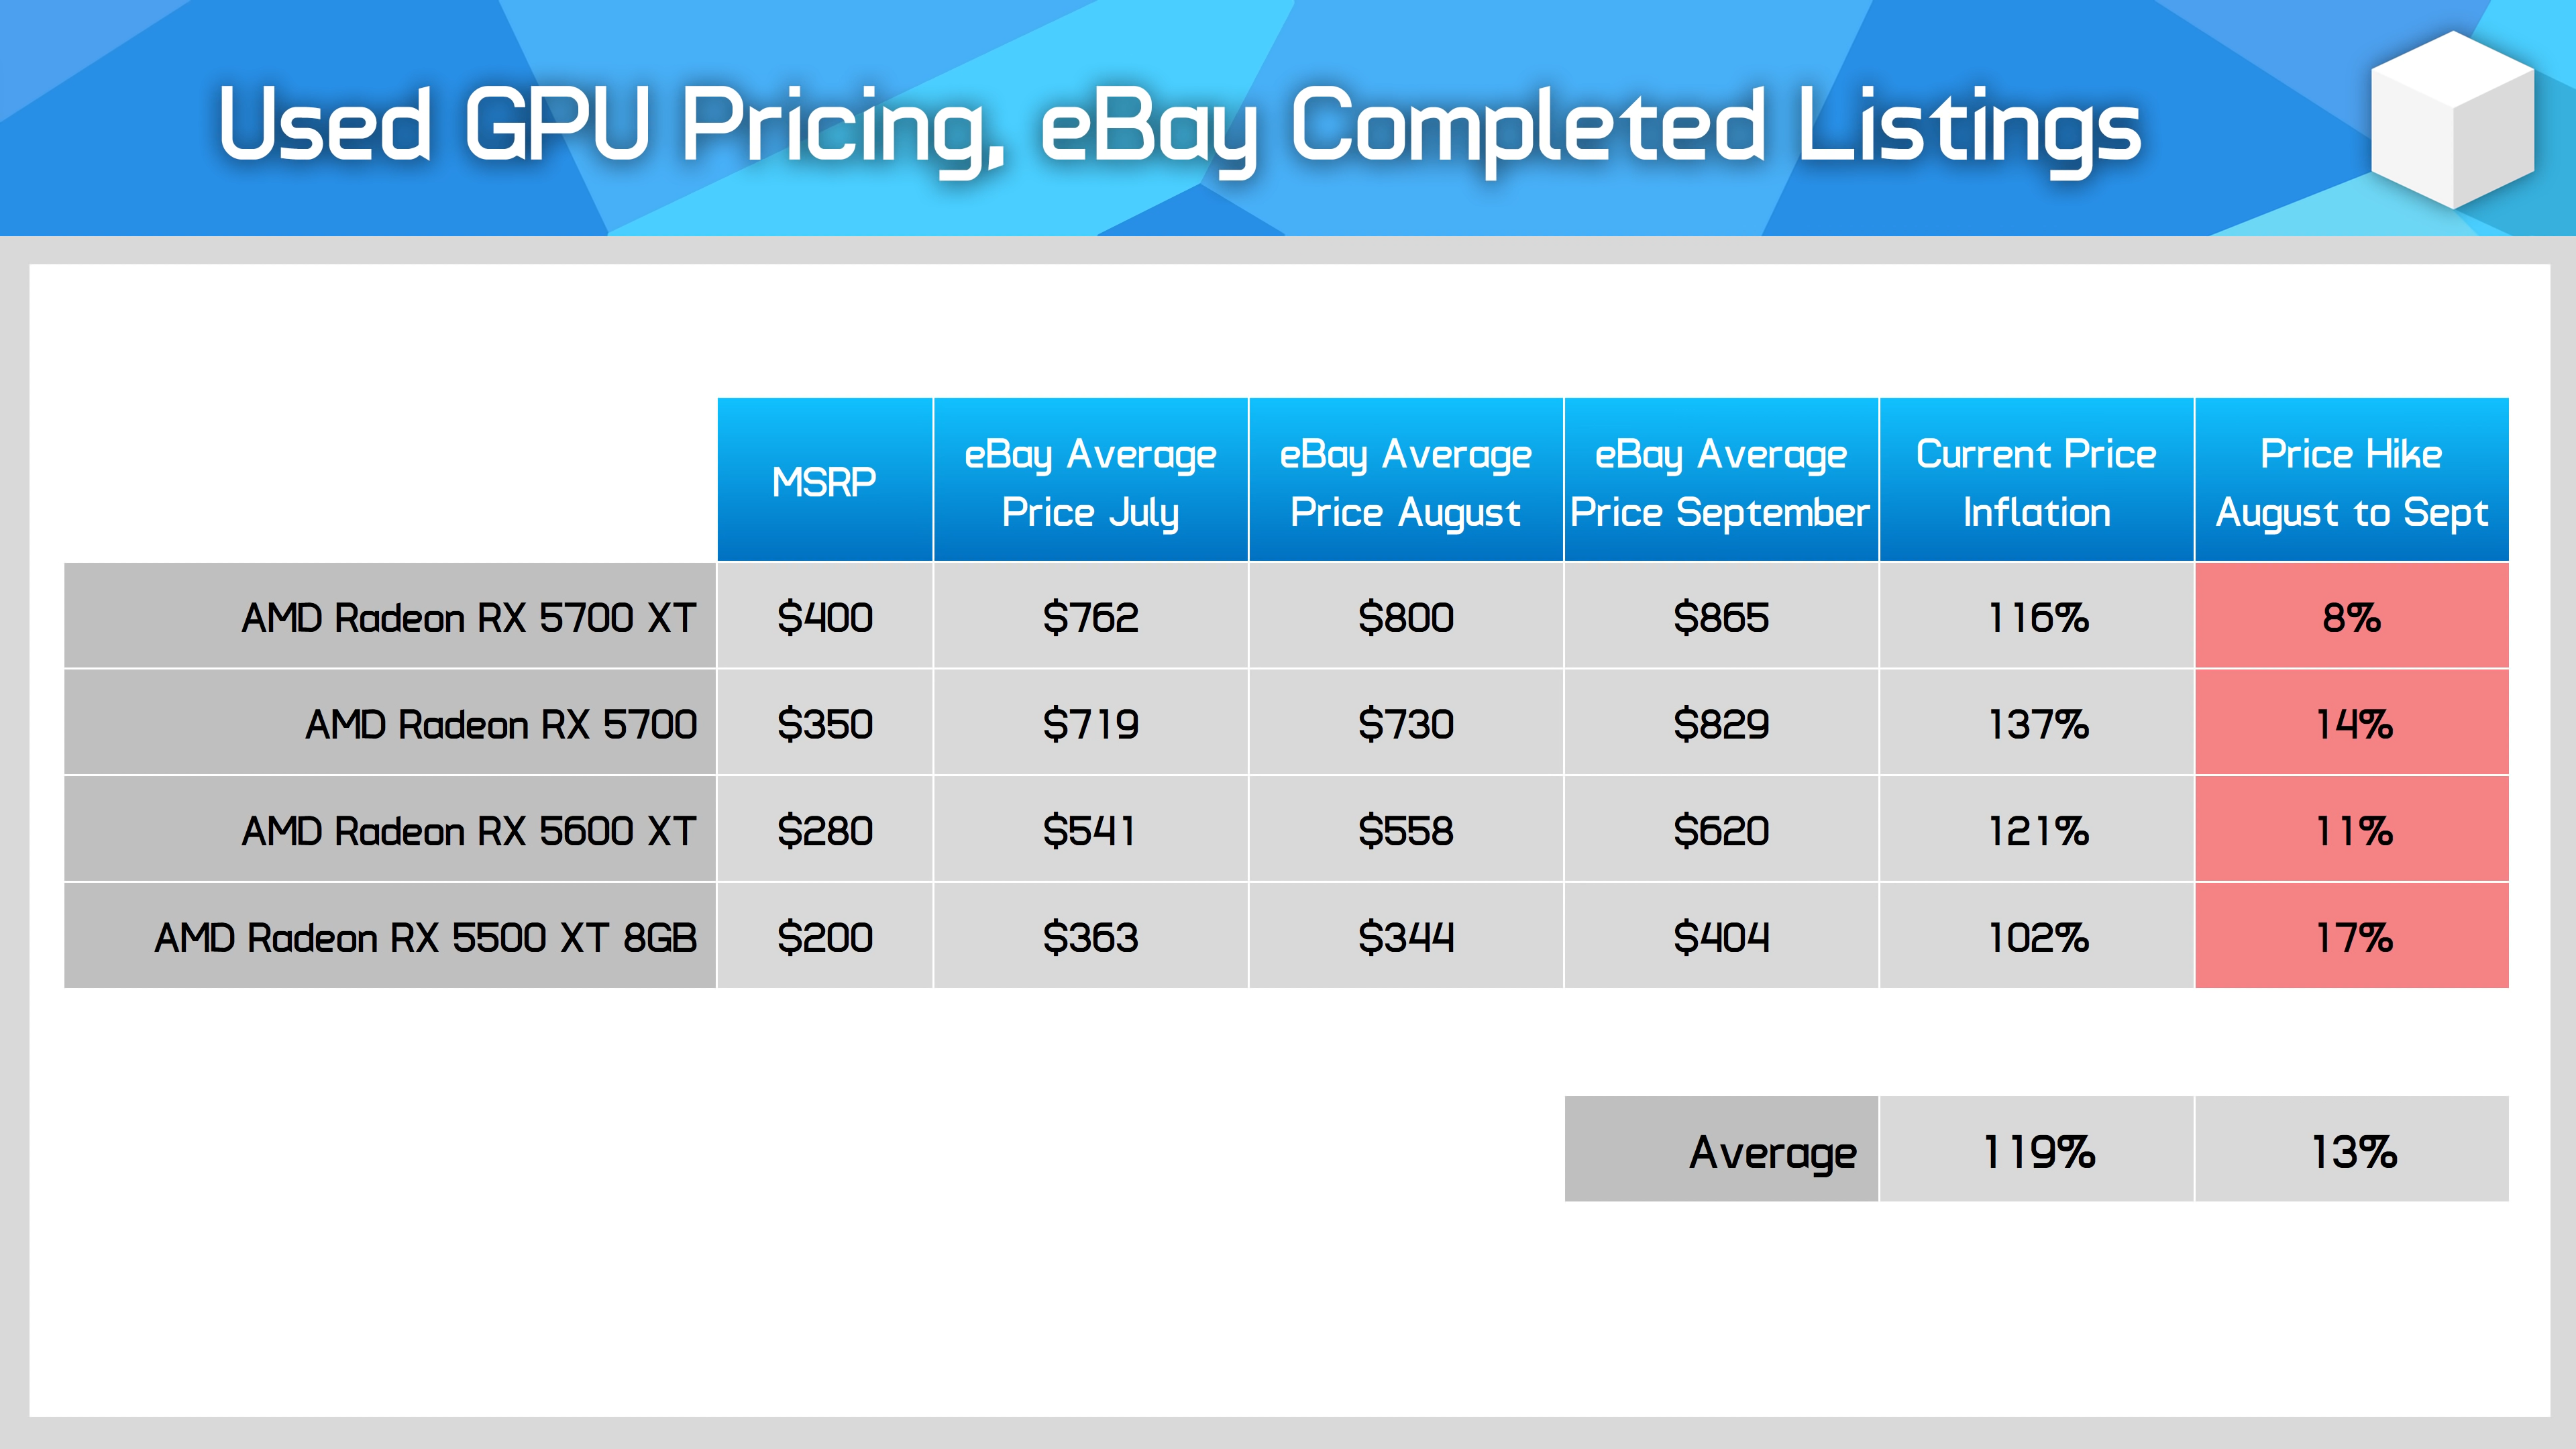 Used GPU Pricing, eBay Completed Listings
MSRP
eBay Average
Price July
eBay Average
Price August
eBay Average
Price September
Current Price
Inflation
Price Hike
August to Sept
AMD Radeon RX 5700 XT $400 $762 $800 $865 116% 8%
AMD Radeon RX 5700 $350 $719 $730 $829 137% 14%
AMD Radeon RX 5600 XT $280 $541 $558 $620 121% 11%
AMD Radeon RX 5500 XT 8GB $200 $363 $344 $404 102% 17%
Average 119% 13%